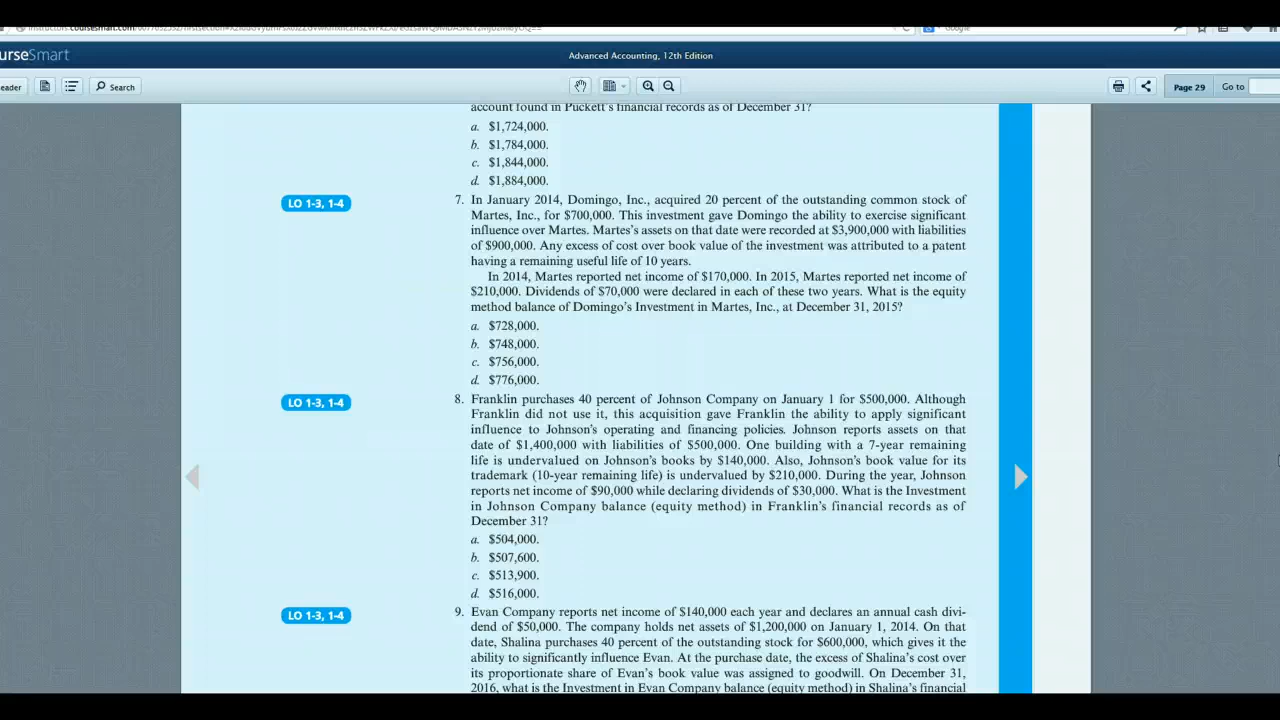 urseSmart
Advanced Accounting, 12th Edition
eader
Search
Page 29
Go to
account found in Puckett's financial records as of December 31?
a. $1,724,000.
b. $1,784,000.
c. $1,844,000.
d. $1,884,000.
LO 1-3, 1-4
7. In January 2014, Domingo, Inc., acquired 20 percent of the outstanding common stock of
Martes, Inc., for $700,000. This investment gave Domingo the ability to exercise significant
influence over Martes. Martes's assets on that date were recorded at $3,900,000 with liabilities
of $900,000. Any excess of cost over book value of the investment was attributed to a patent
having a remaining useful life of 10 years.
In 2014, Martes reported net income of $170,000. In 2015, Martes reported net income of
$210,000. Dividends of $70,000 were declared in each of these two years. What is the equity
method balance of Domingo's Investment in Martes, Inc., at December 31, 2015?
a. $728,000.
b. $748,000.
c. $756,000.
d. $776,000.
LO 1-3, 1-4
8. Franklin purchases 40 percent of Johnson Company on January 1 for $500,000. Although
Franklin did not use it, this acquisition gave Franklin the ability to apply significant
influence to Johnson's operating and financing policies. Johnson reports assets on that
date of $1,400,000 with liabilities of $500,000. One building with a 7-year remaining
life is undervalued on Johnson's books by $140,000. Also, Johnson's book value for its
trademark (10-year remaining life) is undervalued by $210,000. During the year, Johnson
reports net income of $90,000 while declaring dividends of $30,000. What is the Investment
in Johnson Company balance (equity method) in Franklin's financial records as of
December 31?
a. $504,000.
b. $507,600.
c. $513,900.
d. $516,000.
LO 1-3, 1-4
9. Evan Company reports net income of $140,000 each year and declares an annual cash divi-
dend of $50,000. The company holds net assets of $1,200,000 on January 1, 2014. On that
date, Shalina purchases 40 percent of the outstanding stock for $600,000, which gives it the
ability to significantly influence Evan. At the purchase date, the excess of Shalina's cost over
its proportionate share of Evan's book value was assigned to goodwill. On December 31,
2016, what is the Investment in Evan Company balance (equity method) in Shalina's financial